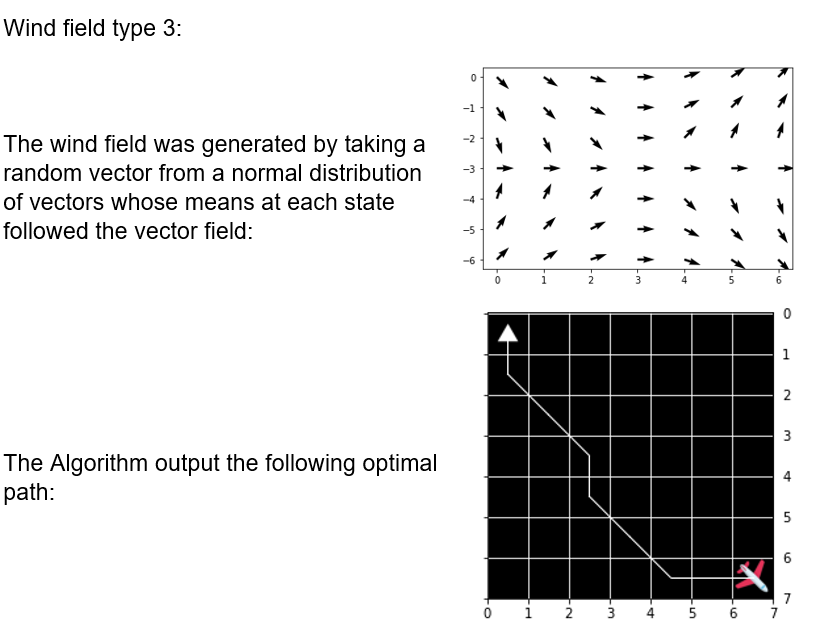 Wind field type 3:
The wind field was generated by taking a
random vector from a normal distribution
of vectors whose means at each state
followed the vector field:
0
−1
−2
−3
−4
−5
−6
0 1 2 3 4 5 6
The Algorithm output the following optimal
path:
0
1
2
3
4
5
6
7
0 1 2 3 4 5 6 7